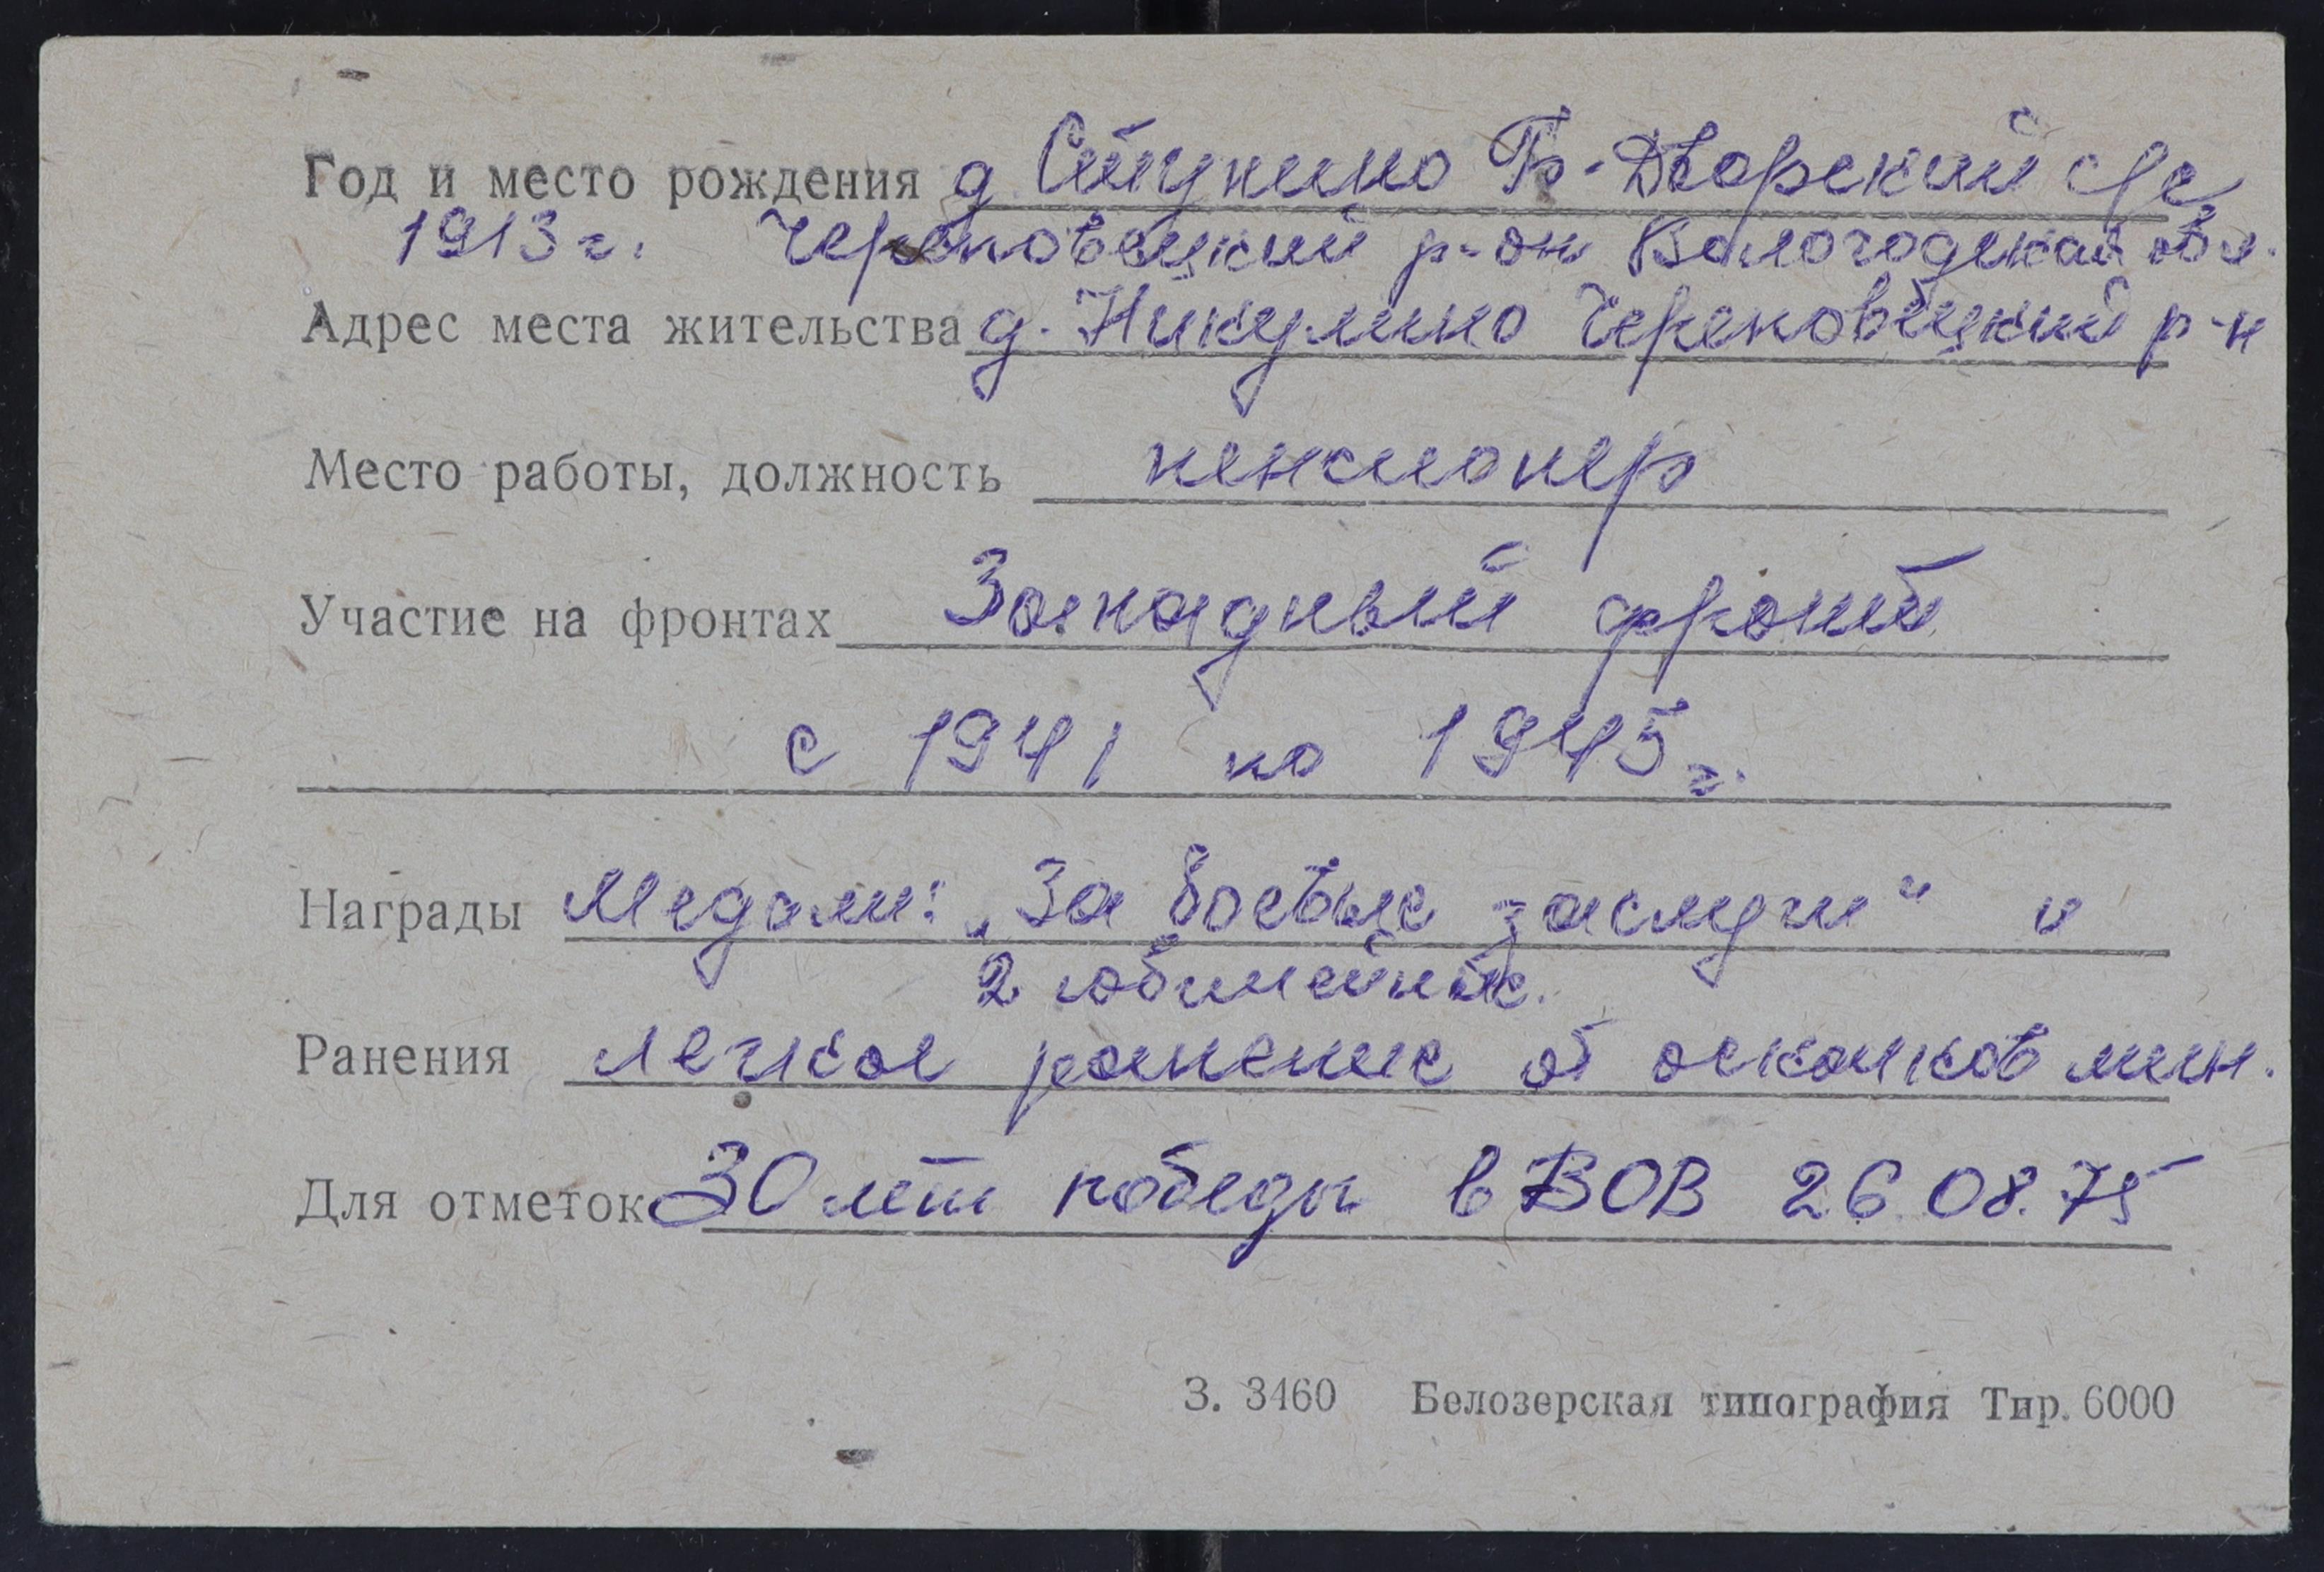 Год и место рождения д. Ступино Б-Дворский с/с
1913 г. Череповецкий р-он Вологодская обл.
Адрес места жительства д. Никулино Череповецкий р-н
Место работы, должность пенсионер
Участие на фронтах Западный фронт
с 1941 по 1945 г.
Награды Медали: „За боевые заслуги“ и
2 юбилейные.
Ранения легкое ранение от осколков мин.
Для отметок 30 лет победы в ВОВ 26.08.75
З. 3460 Белозерская типография Тир. 6000